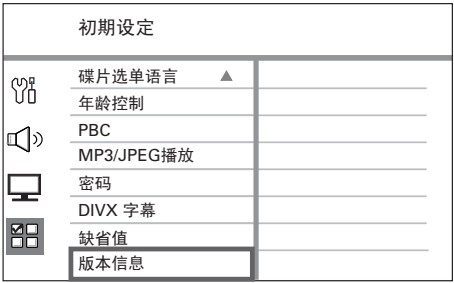 初期设定
碟片选单语言
年龄控制
PBC
MP3/JPEG播放
密码
DIVX 字幕
缺省值
版本信息